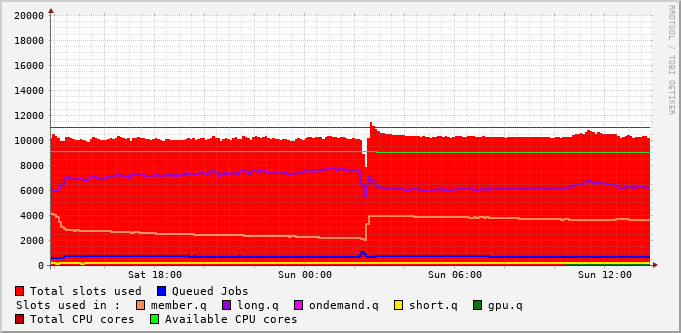 20000
18000
16000
14000
12000
10000
8000
6000
4000
2000
0
Sat 18:00 Sun 00:00 Sun 06:00 Sun 12:00
Total slots used Queued Jobs
Slots used in : member.q long.q ondemand.q short.q gpu.q
Total CPU cores Available CPU cores
RRDTOOL / TOBI OETIKER